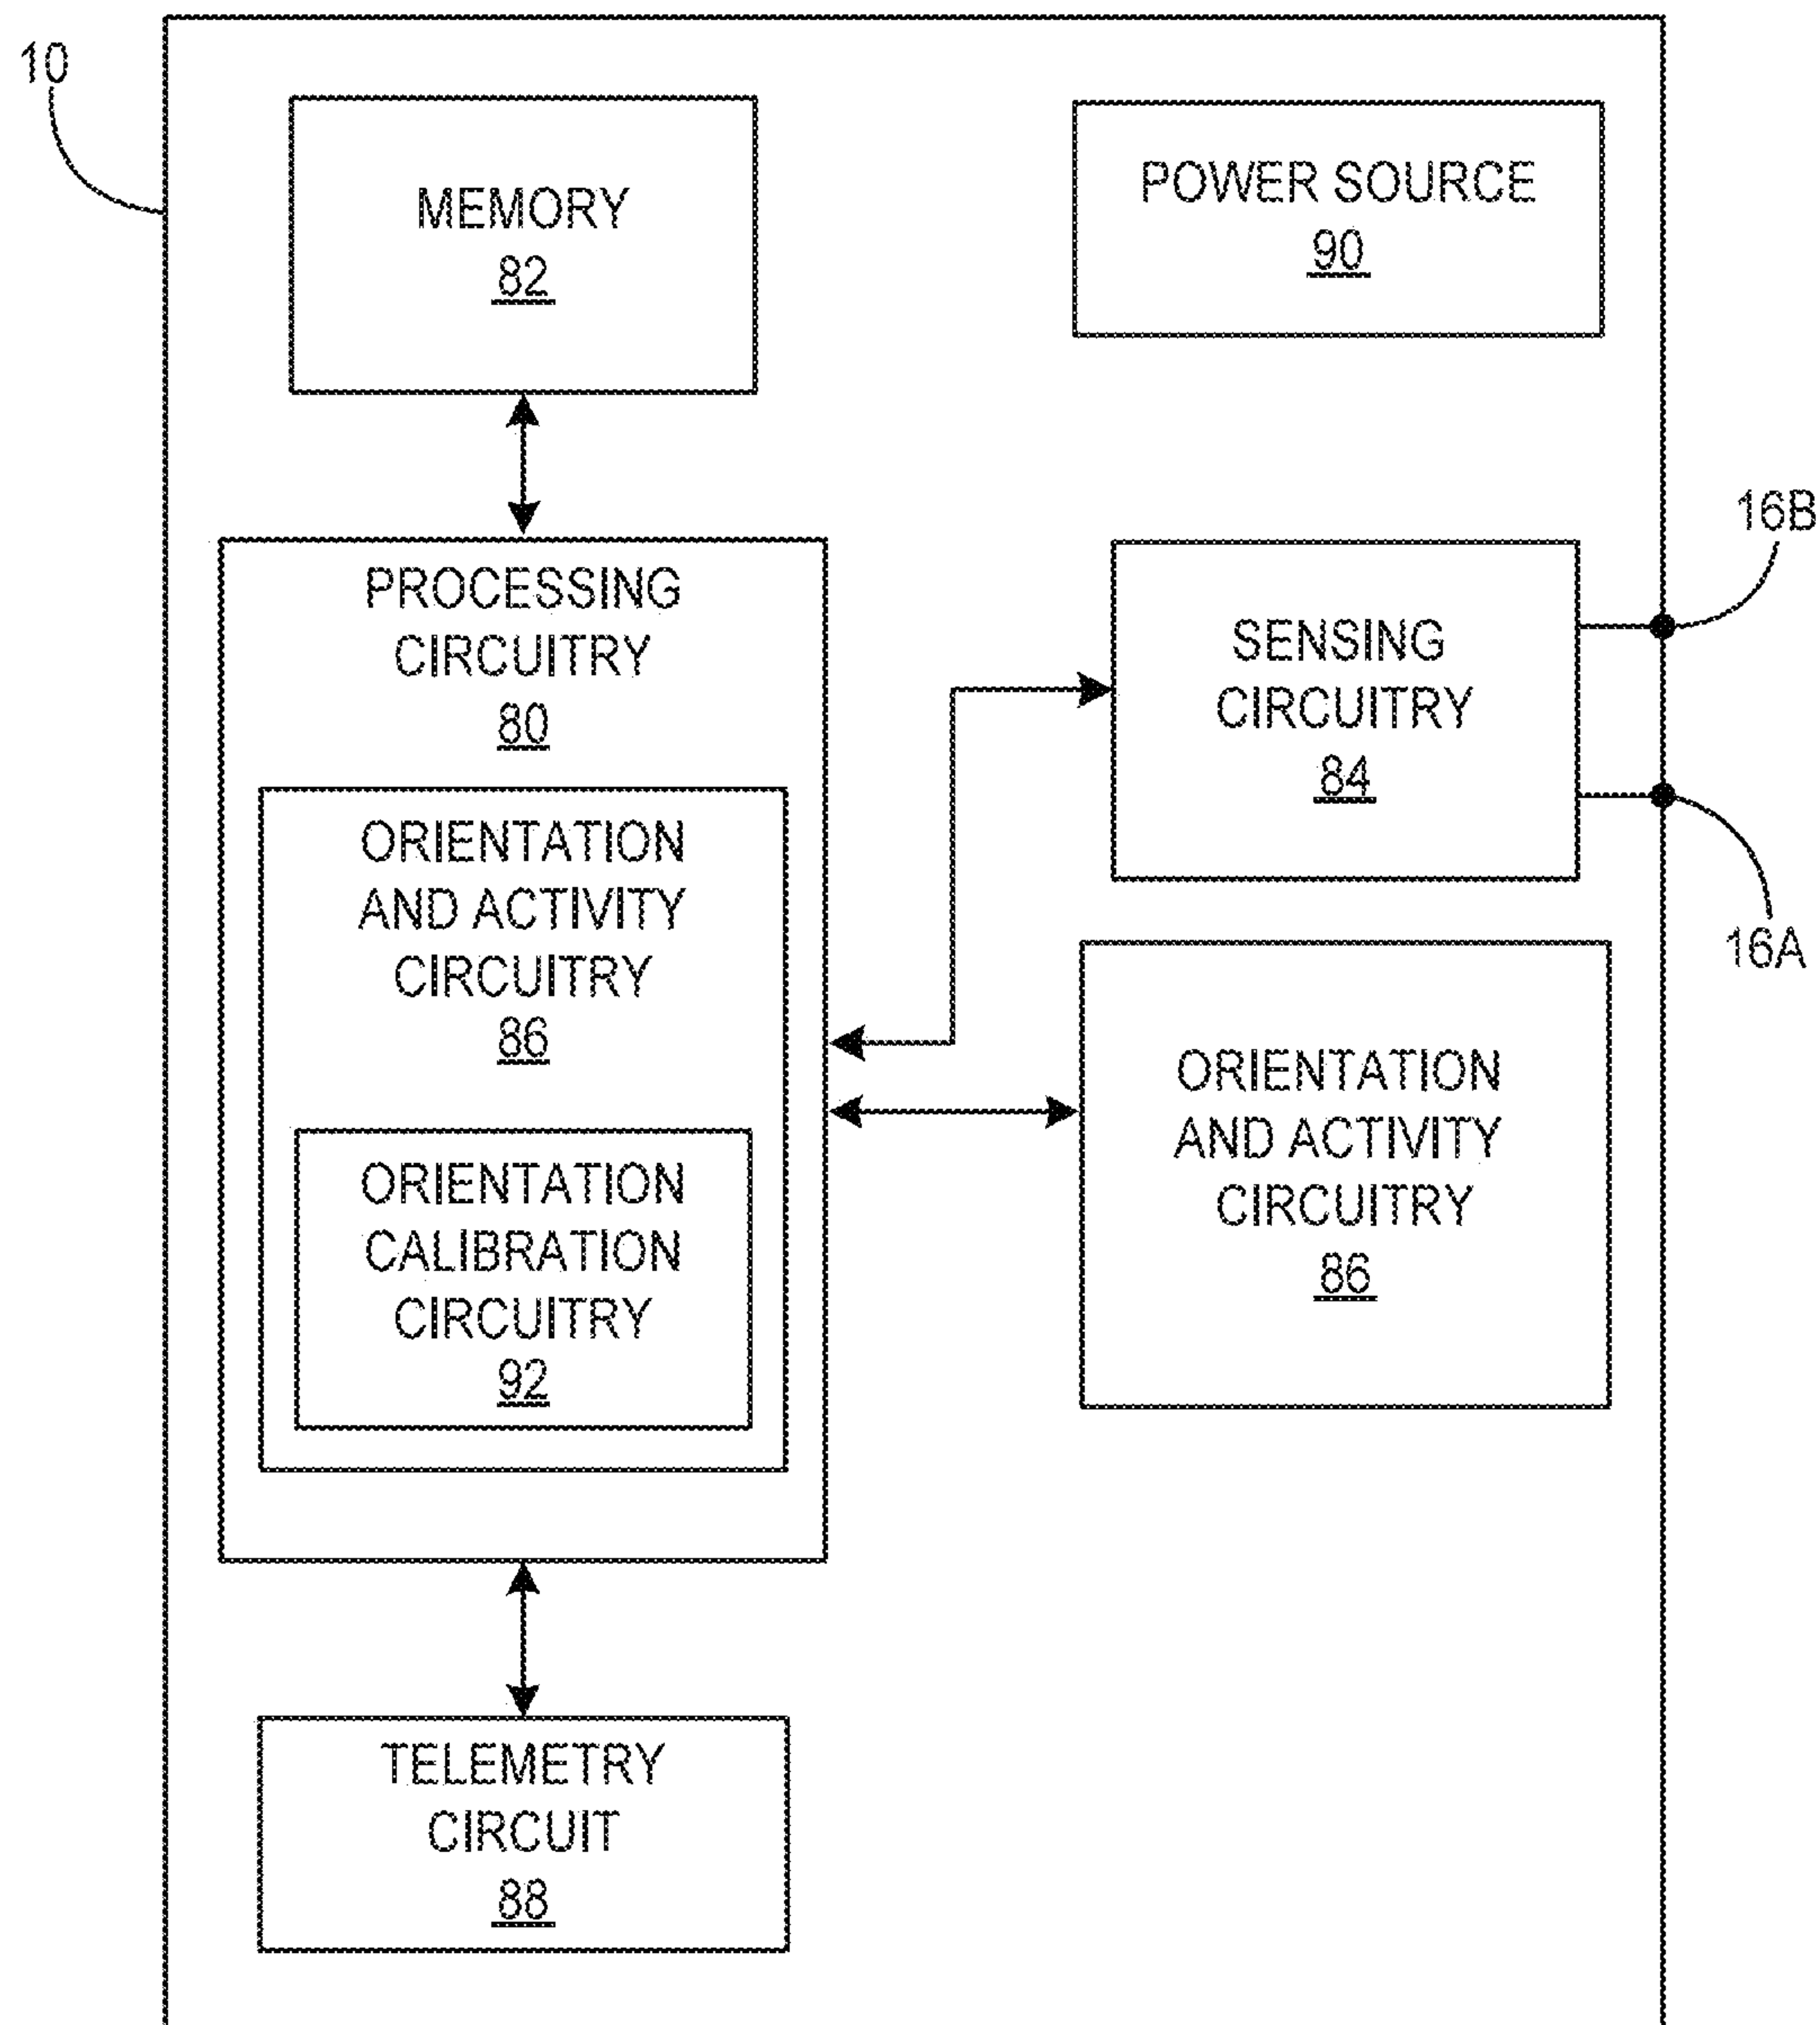 10
MEMORY
82
POWER SOURCE
90
PROCESSING
CIRCUITRY
80
ORIENTATION
AND ACTIVITY
CIRCUITRY
86
ORIENTATION
CALIBRATION
CIRCUITRY
92
SENSING
CIRCUITRY
84
16B
16A
ORIENTATION
AND ACTIVITY
CIRCUITRY
86
TELEMETRY
CIRCUIT
88